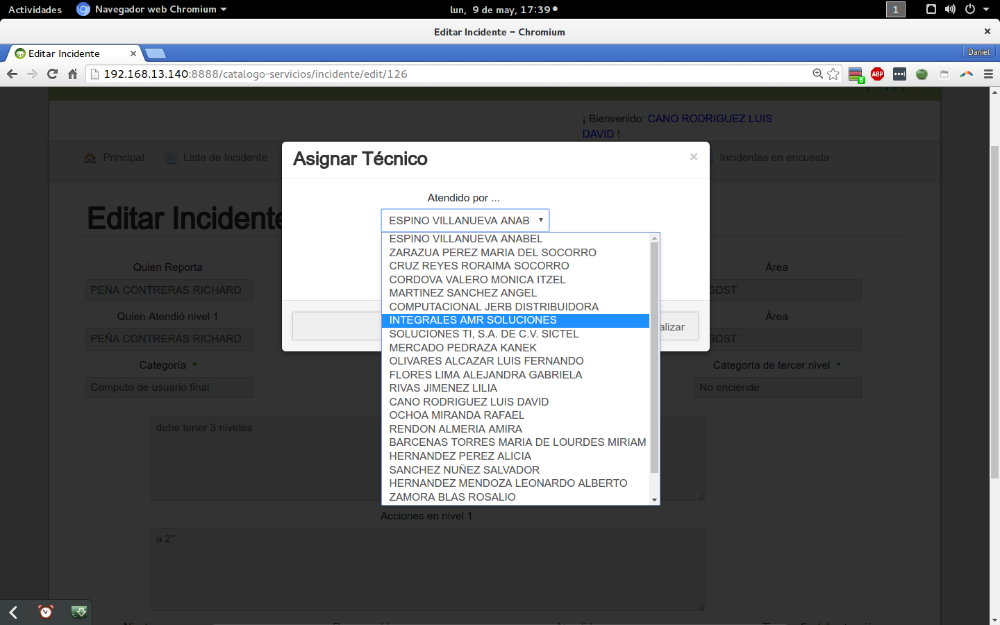 Actividades
Navegador web Chromium
lun, 9 de may, 17:39
1
Editar Incidente – Chromium
Editar Incidente
Daniel
192.168.13.140:8888/catalogo-servicios/incidente/edit/126
6
ABP
¡ Bienvenido: CANO RODRIGUEZ LUIS
DAVID !
Principal
Lista de Incidente
Incidentes en encuesta
Asignar Técnico
×
Editar Incidente
Atendido por ...
ESPINO VILLANUEVA ANAB
ESPINO VILLANUEVA ANABEL
ZARAZUA PEREZ MARIA DEL SOCORRO
CRUZ REYES RORAIMA SOCORRO
CORDOVA VALERO MONICA ITZEL
MARTINEZ SANCHEZ ANGEL
COMPUTACIONAL JERB DISTRIBUIDORA
INTEGRALES AMR SOLUCIONES
SOLUCIONES TI, S.A. DE C.V. SICTEL
MERCADO PEDRAZA KANEK
OLIVARES ALCAZAR LUIS FERNANDO
FLORES LIMA ALEJANDRA GABRIELA
RIVAS JIMENEZ LILIA
CANO RODRIGUEZ LUIS DAVID
OCHOA MIRANDA RAFAEL
RENDON ALMERIA AMIRA
BARCENAS TORRES MARIA DE LOURDES MIRIAM
HERNANDEZ PEREZ ALICIA
SANCHEZ NUÑEZ SALVADOR
HERNANDEZ MENDOZA LEONARDO ALBERTO
ZAMORA BLAS ROSALIO
alizar
Quien Reporta
Área
PEÑA CONTRERAS RICHARD
GDST
Quien Atendió nivel 1
Área
PEÑA CONTRERAS RICHARD
GDST
Categoría *
Categoría de tercer nivel *
Computo de usuario final
No enciende
debe tener 3 niveles
Acciones en nivel 1
a 2°